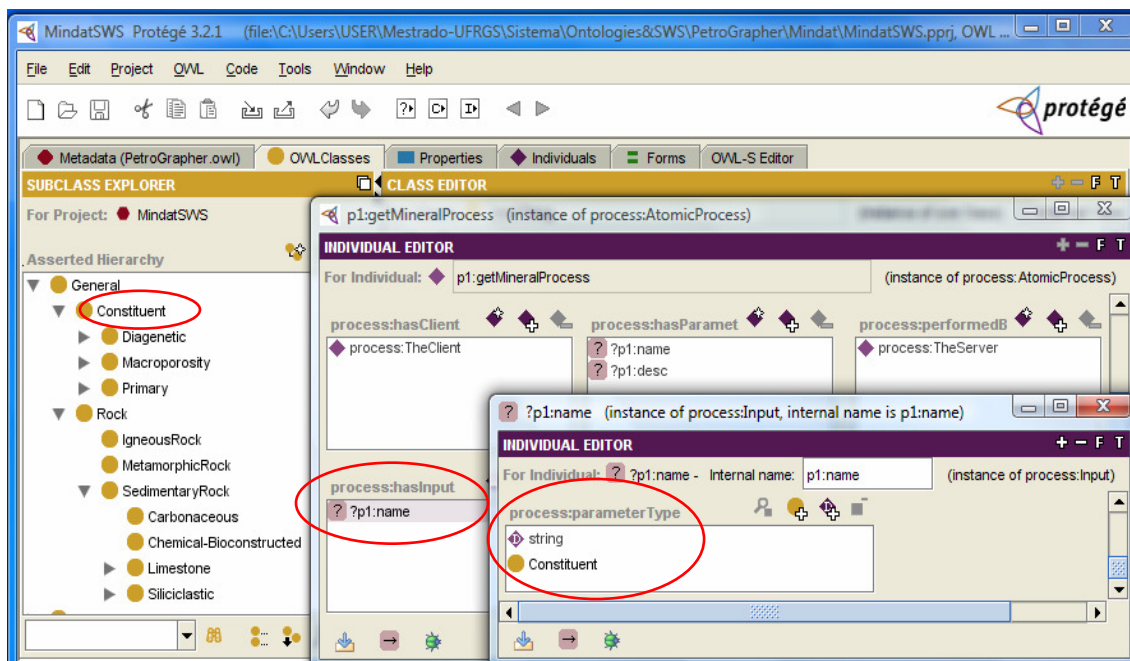 MindatSWS Protégé 3.2.1 (file:\C:\Users\USER\Mestrado-UFRGS\Sistema\Ontologies&SWS\PetroGrapher\Mindat\MindatSWS.pprj, OWL ...
File Edit Project OWL Code Tools Window Help
protégé
Metadata (PetroGrapher.owl) OWLClasses Properties Individuals Forms OWL-S Editor
SUBCLASS EXPLORER
CLASS EDITOR
F T
For Project: MindatSWS
Asserted Hierarchy
General
Constituent
Diagenetic
Macroporosity
Primary
Rock
IgneousRock
MetamorphicRock
SedimentaryRock
Carbonaceous
Chemical-Bioconstructed
Limestone
Siliciclastic
p1:getMineralProcess (instance of process:AtomicProcess)
INDIVIDUAL EDITOR
F T
For Individual: p1:getMineralProcess (instance of process:AtomicProcess)
process:hasClient
process:TheClient
process:hasParamet
? ?p1:name
? ?p1:desc
process:performedB
process:TheServer
process:hasInput
? ?p1:name
? ?p1:name (instance of process:Input, internal name is p1:name)
INDIVIDUAL EDITOR
+ − F T
For Individual: ? ?p1:name - Internal name: p1:name (instance of process:Input)
process:parameterType
string
Constituent